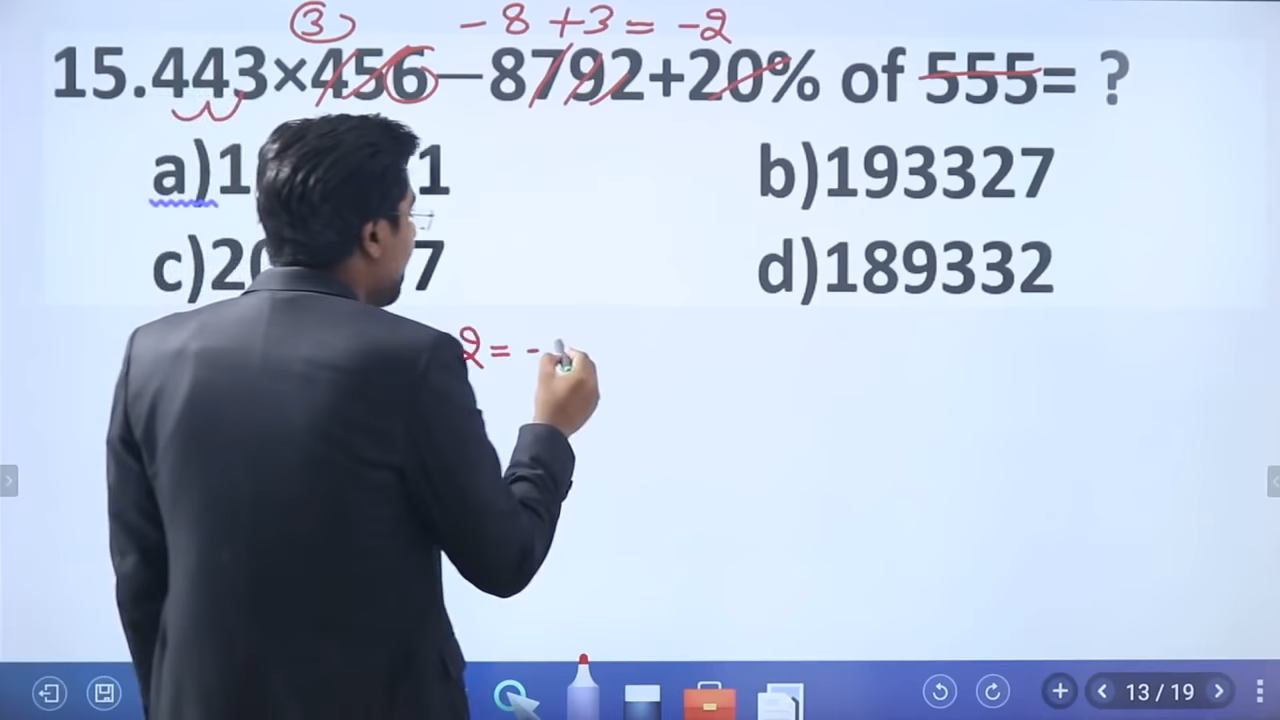 ③ - 8 + 3 = - 2
15.443×456—8792+20% of 555= ?
a)1 1 b)193327
c)20 7 d)189332
2 = -
13 / 19